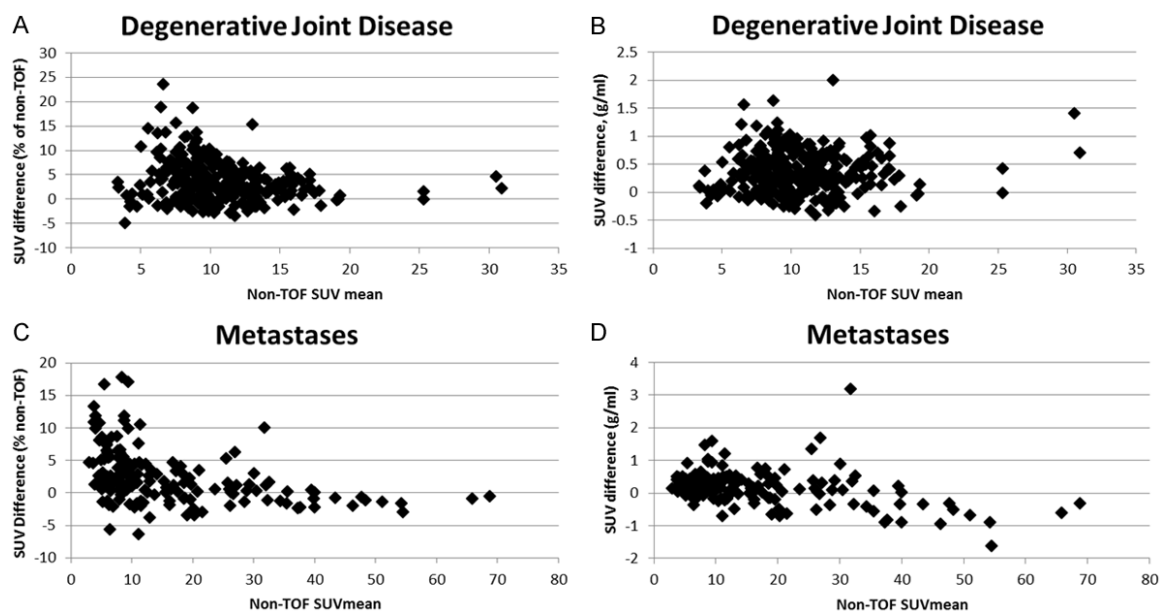 A
Degenerative Joint Disease
SUV difference (% of non-TOF)
30
25
20
15
10
5
0
-5
-10
0 5 10 15 20 25 30 35
Non-TOF SUV mean
B
Degenerative Joint Disease
SUV difference, (g/ml)
2.5
2
1.5
1
0.5
0
-0.5
-1
0 5 10 15 20 25 30 35
Non-TOF SUV mean
C
Metastases
SUV Difference (% non-TOF)
20
15
10
5
0
-5
-10
0 10 20 30 40 50 60 70 80
Non-TOF SUVmean
D
Metastases
SUV difference (g/ml)
4
3
2
1
0
-1
-2
0 10 20 30 40 50 60 70 80
Non-TOF SUVmean